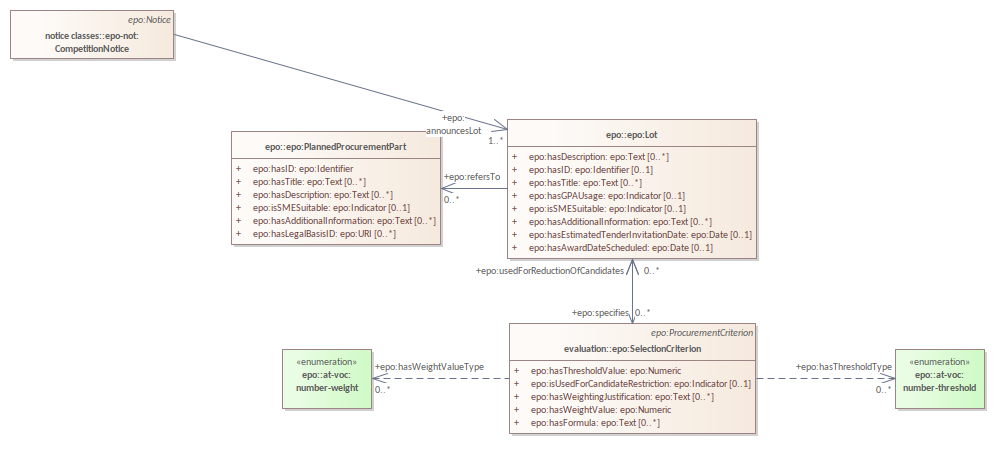 epo:Notice
notice classes::epo-not:
CompetitionNotice
+epo:
announcesLot
1..*
epo::epo:PlannedProcurementPart
+ epo:hasID: epo:Identifier
+ epo:hasTitle: epo:Text [0..*]
+ epo:hasDescription: epo:Text [0..*]
+ epo:isSMESuitable: epo:Indicator [0..1]
+ epo:hasAdditionalInformation: epo:Text [0..*]
+ epo:hasLegalBasisID: epo:URI [0..*]
+epo:refersTo
0..*
epo::epo:Lot
+ epo:hasDescription: epo:Text [0..*]
+ epo:hasID: epo:Identifier [0..1]
+ epo:hasTitle: epo:Text [0..*]
+ epo:hasGPAUsage: epo:Indicator [0..1]
+ epo:isSMESuitable: epo:Indicator [0..1]
+ epo:hasAdditionalInformation: epo:Text [0..*]
+ epo:hasEstimatedTenderInvitationDate: epo:Date [0..1]
+ epo:hasAwardDateScheduled: epo:Date [0..1]
+epo:usedForReductionOfCandidates 0..*
+epo:specifies 0..*
epo:ProcurementCriterion
evaluation::epo:SelectionCriterion
+ epo:hasThresholdValue: epo:Numeric
+ epo:isUsedForCandidateRestriction: epo:Indicator [0..1]
+ epo:hasWeightingJustification: epo:Text [0..*]
+ epo:hasWeightValue: epo:Numeric
+ epo:hasFormula: epo:Text [0..*]
«enumeration»
epo::at-voc:
number-weight
+epo:hasWeightValueType
0..*
+epo:hasThresholdType
0..*
«enumeration»
epo::at-voc:
number-threshold